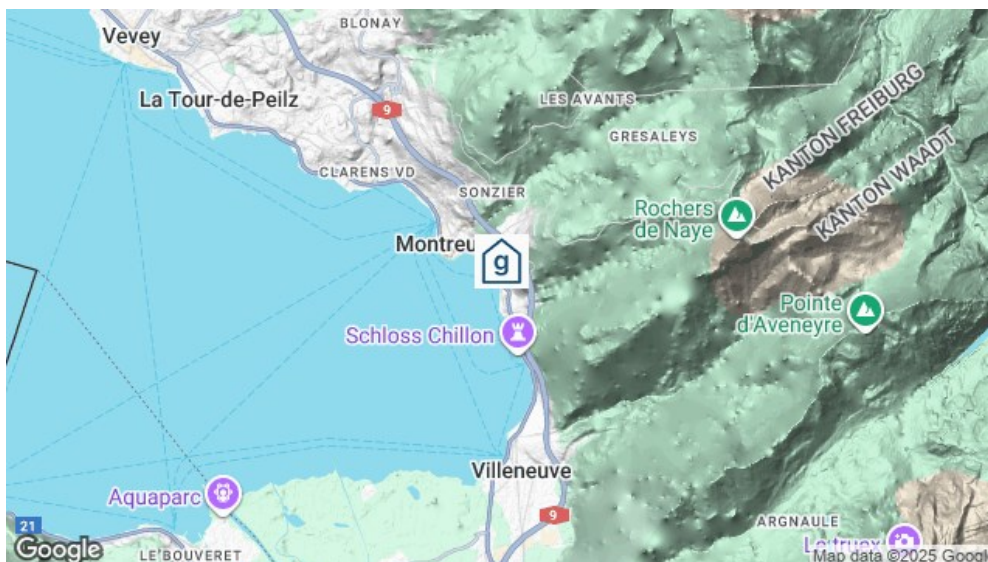 Vevey
BLONAY
La Tour-de-Peilz
9
LES AVANTS
GRESALEYS
KANTON FREIBURG
KANTON WAADT
CLARENS VD
SONZIER
Rochers
de Naye
Montreu
g
Pointe
d'Aveneyre
Schloss Chillon
Villeneuve
Aquaparc
9
21
ARGNAULE
LE BOUVERET
Google
Map data ©2025 Google